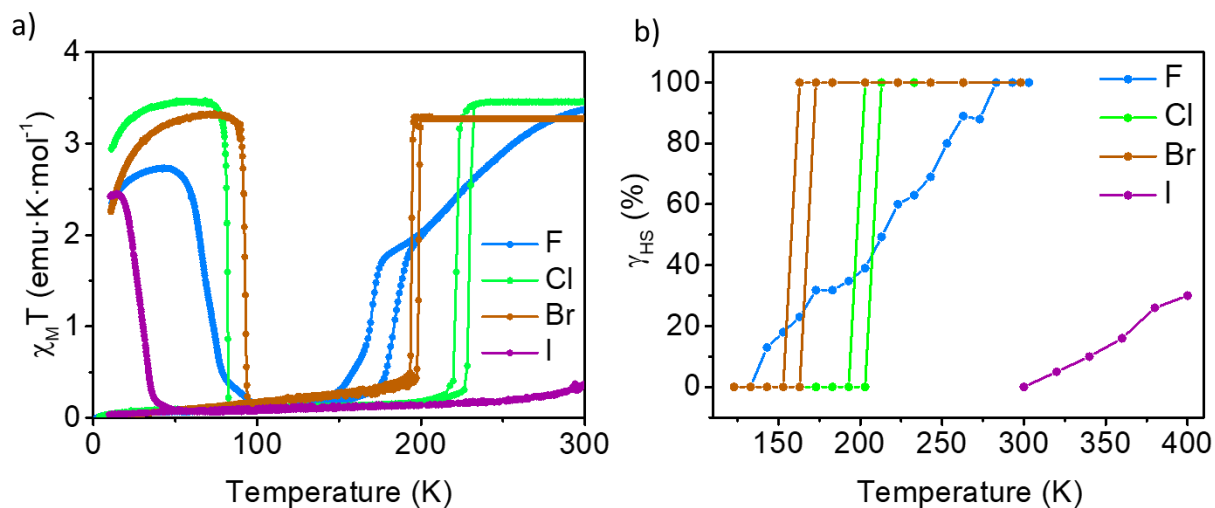 a)
χMT (emu·K·mol⁻¹)
4
3
2
1
0
F
Cl
Br
I
0
100
200
300
Temperature (K)
b)
γHS (%)
100
80
60
40
20
0
F
Cl
Br
I
150
200
250
300
350
400
Temperature (K)